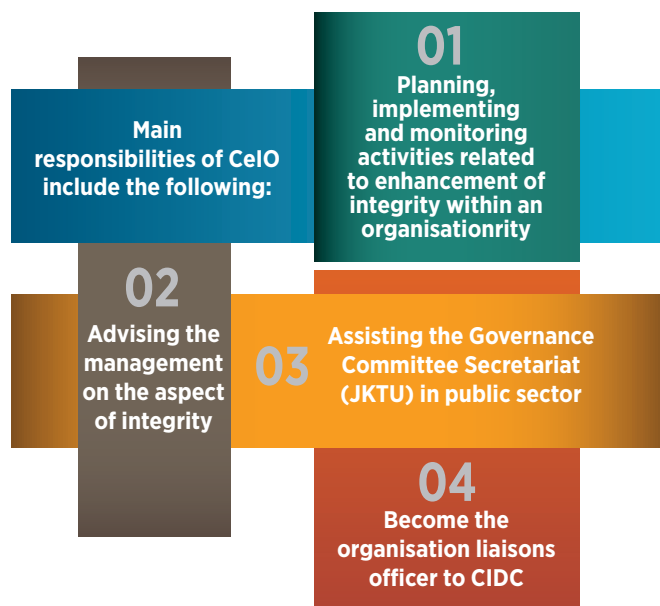 Main
responsibilities of CeIO
include the following:
01
Planning,
implementing
and monitoring
activities related
to enhancement of
integrity within an
organisationrity
02
Advising the
management
on the aspect
of integrity
03
Assisting the Governance
Committee Secretariat
(JKTU) in public sector
04
Become the
organisation liaisons
officer to CIDC